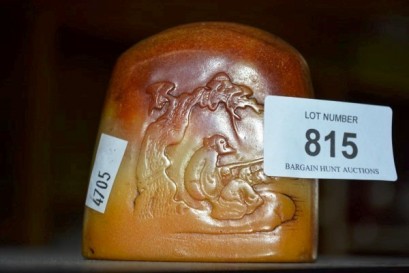 LOT NUMBER
815
BARGAIN HUNT AUCTIONS
4705